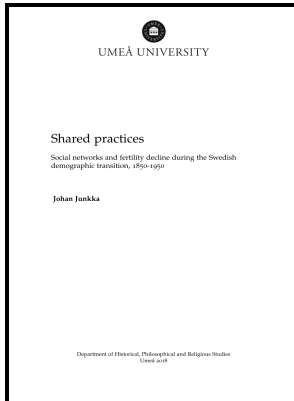 UMEÅ UNIVERSITY
Shared practices
Social networks and fertility decline during the Swedish
demographic transition, 1850-1950
Johan Junkka
Department of Historical, Philosophical and Religious Studies
Umeå 2018